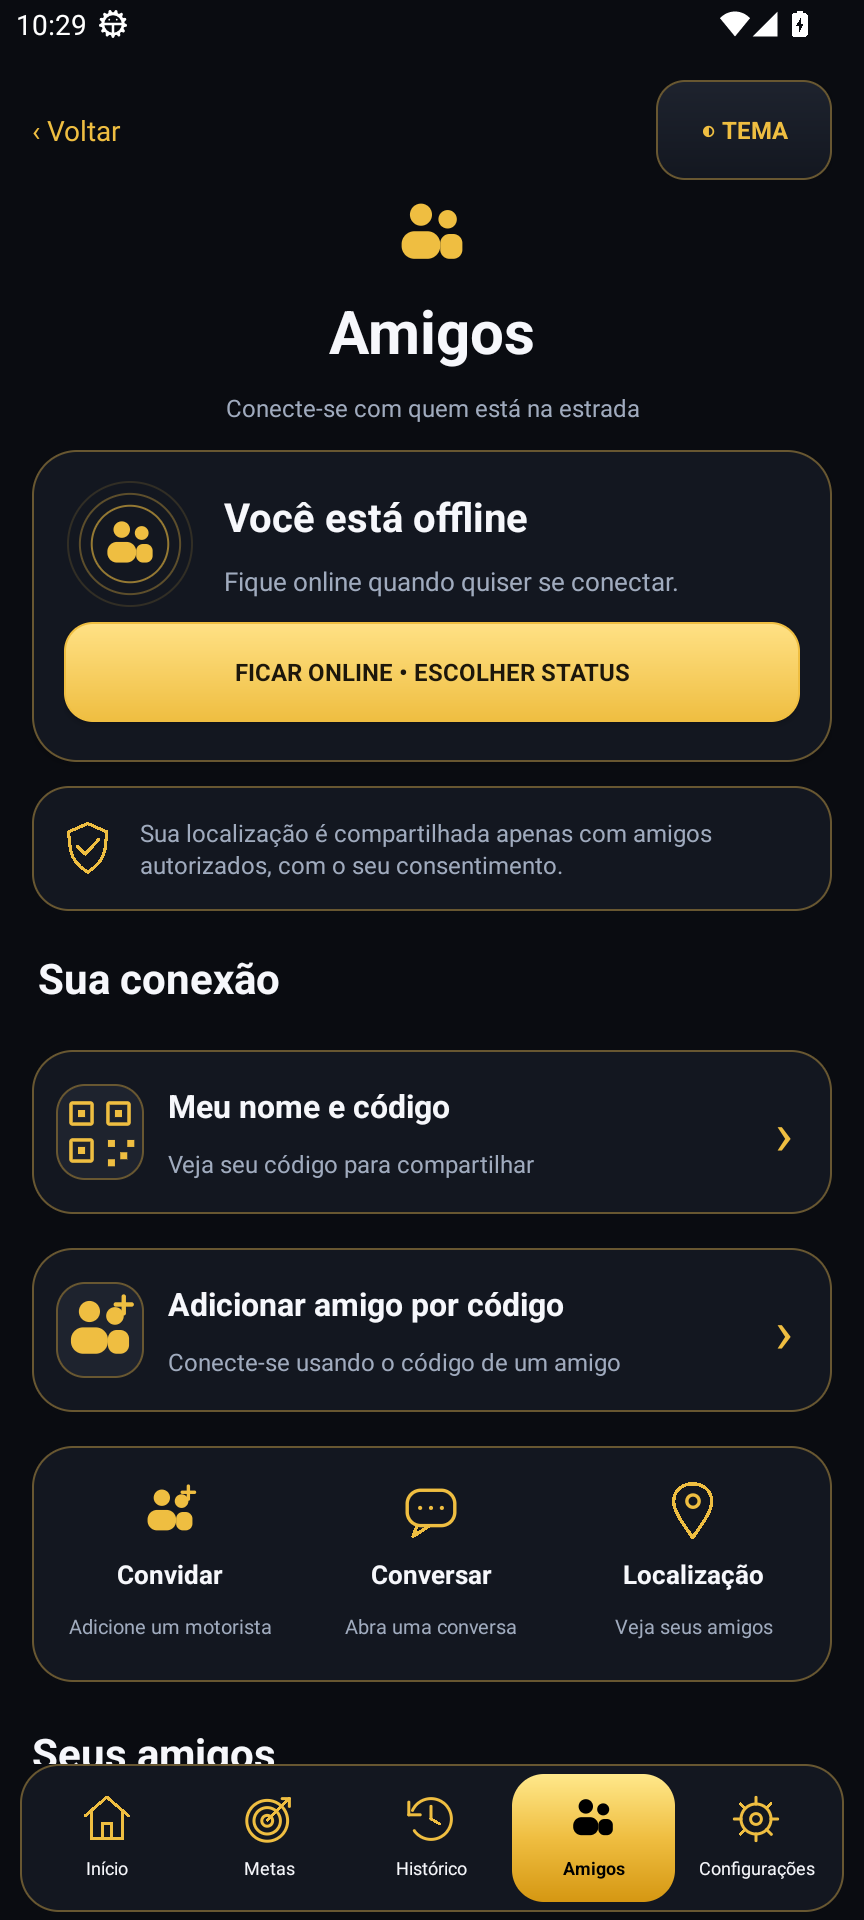 10:29
‹ Voltar
TEMA
Amigos
Conecte-se com quem está na estrada
Você está offline
Fique online quando quiser se conectar.
FICAR ONLINE • ESCOLHER STATUS
Sua localização é compartilhada apenas com amigos
autorizados, com o seu consentimento.
Sua conexão
Meu nome e código
Veja seu código para compartilhar
Adicionar amigo por código
Conecte-se usando o código de um amigo
Convidar
Conversar
Localização
Adicione um motorista
Abra uma conversa
Veja seus amigos
Seus amigos
Início
Metas
Histórico
Amigos
Configurações